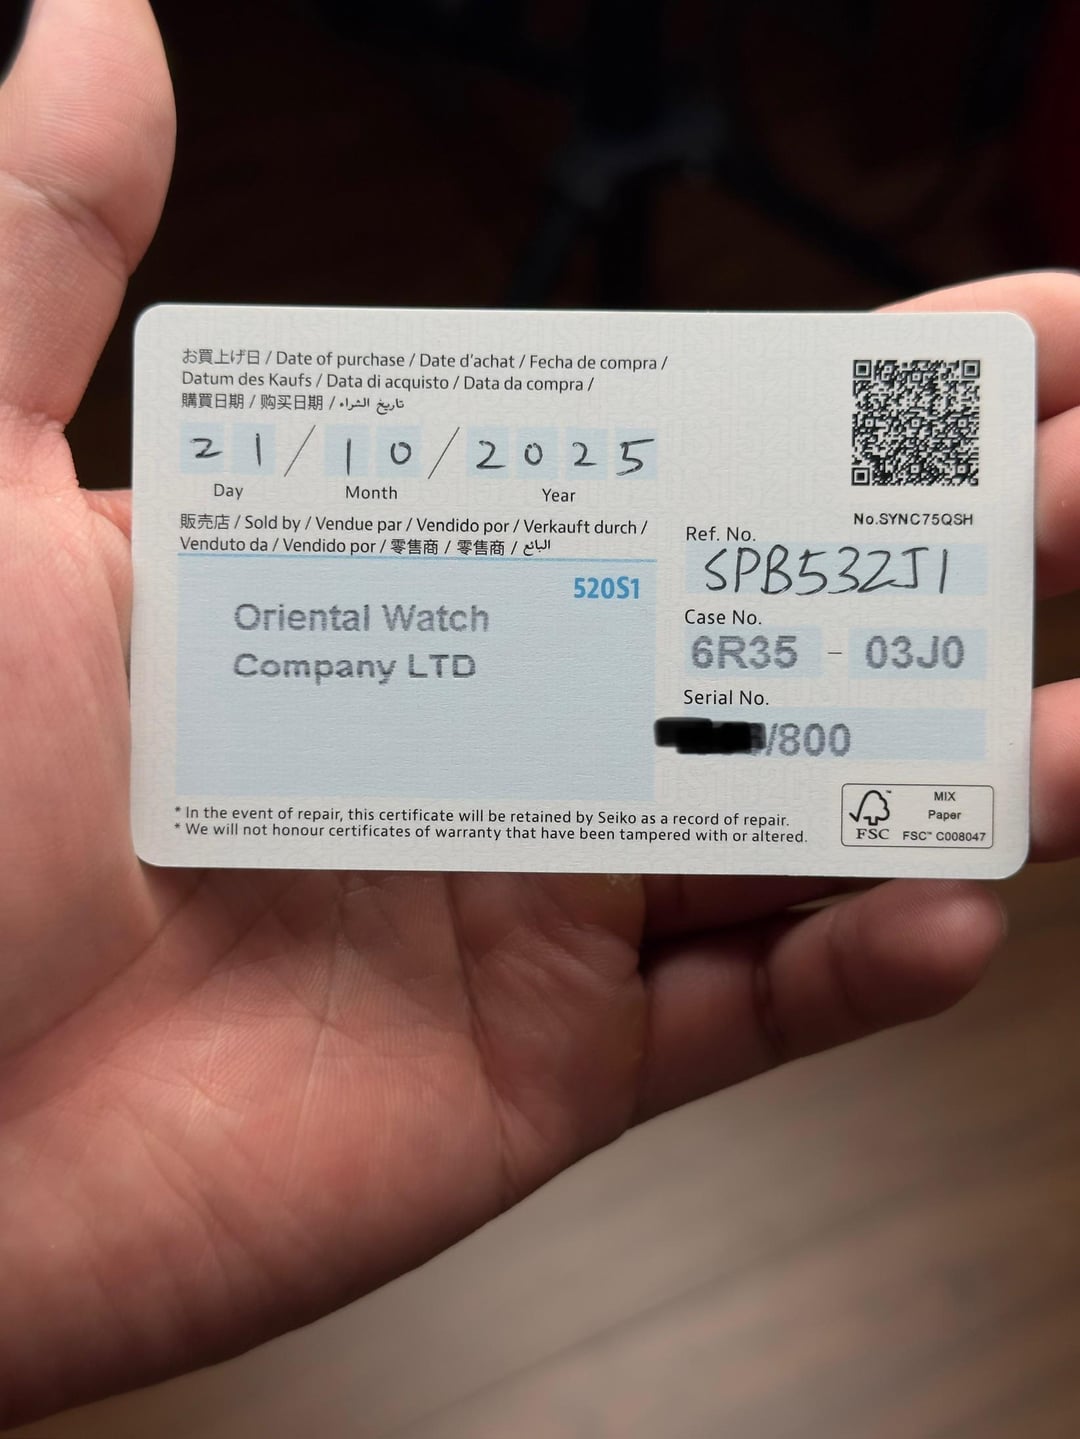 お買上げ日 / Date of purchase / Date d'achat / Fecha de compra /
Datum des Kaufs / Data di acquisto / Data da compra /
購買日期 / 购买日期 / تاريخ الشراء
21/10/2025
Day Month Year
販売店 / Sold by / Vendue par / Vendido por / Verkauft durch /
Venduto da / Vendido por / 零售商 / 零售商 / البائع
520S1
Oriental Watch
Company LTD
No.SYNC75QSH
Ref. No.
SPB532J1
Case No.
6R35 - 03J0
Serial No.
/800
* In the event of repair, this certificate will be retained by Seiko as a record of repair.
* We will not honour certificates of warranty that have been tampered with or altered.
FSC™
MIX
Paper
FSC™ C008047